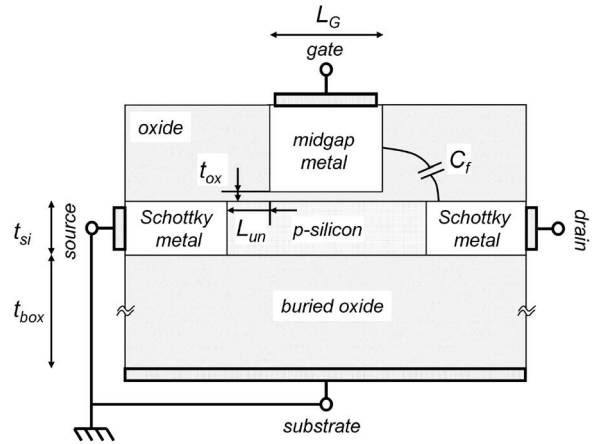 L_G
gate
oxide
midgap
metal
t_ox
C_f
t_si
source
Schottky
metal
L_un
p-silicon
Schottky
metal
drain
t_box
buried oxide
substrate